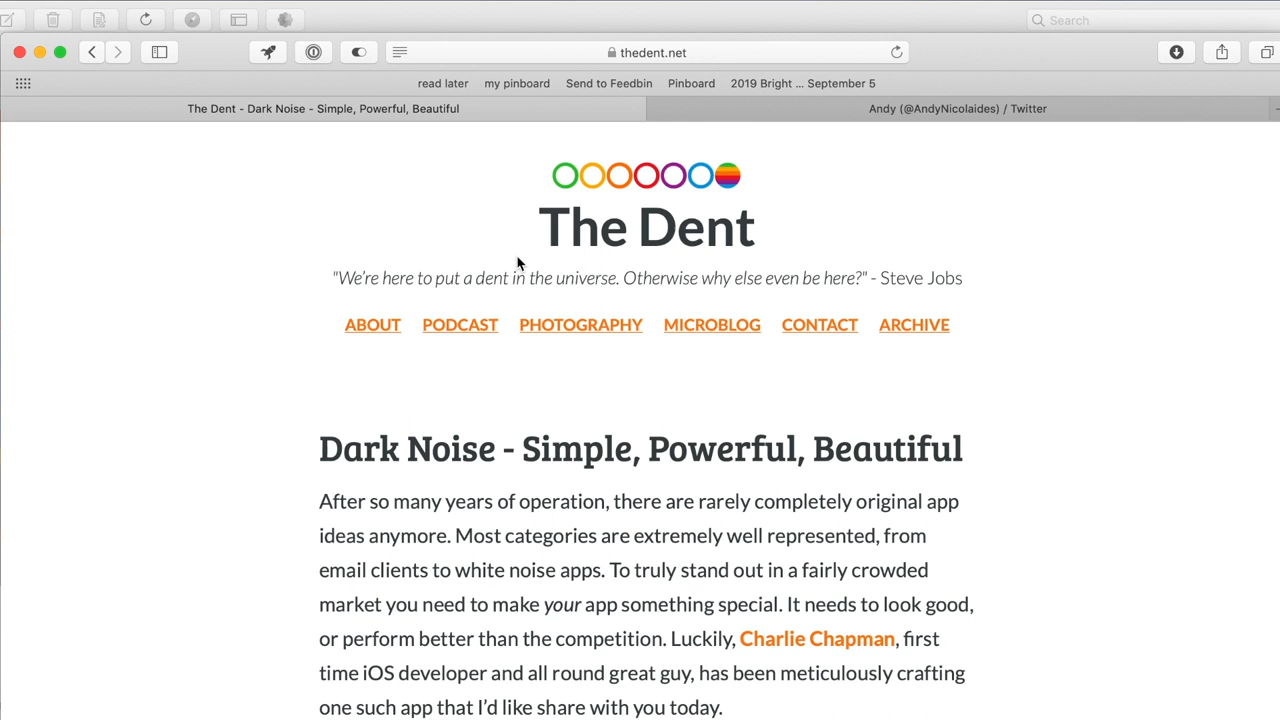 Search
thedent.net
read later my pinboard Send to Feedbin Pinboard 2019 Bright ... September 5
The Dent - Dark Noise - Simple, Powerful, Beautiful Andy (@AndyNicolaides) / Twitter
The Dent
"We're here to put a dent in the universe. Otherwise why else even be here?" - Steve Jobs
ABOUT PODCAST PHOTOGRAPHY MICROBLOG CONTACT ARCHIVE
Dark Noise - Simple, Powerful, Beautiful
After so many years of operation, there are rarely completely original app
ideas anymore. Most categories are extremely well represented, from
email clients to white noise apps. To truly stand out in a fairly crowded
market you need to make your app something special. It needs to look good,
or perform better than the competition. Luckily, Charlie Chapman, first
time iOS developer and all round great guy, has been meticulously crafting
one such app that I'd like share with you today.